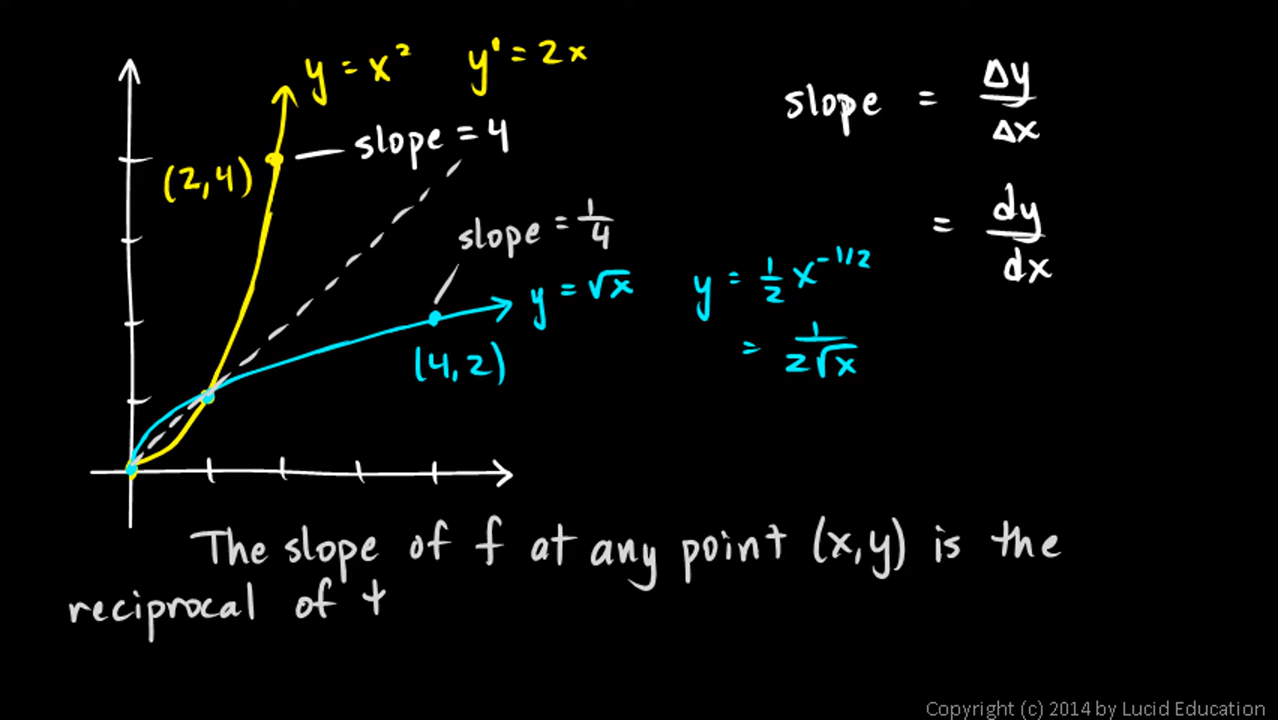 y = x² y' = 2x
slope = Δy/Δx
slope = 4
(2,4)
= dy/dx
slope = 1/4
y = √x
y = 1/2 x^-1/2
= 1/2√x
(4,2)
The slope of f at any point (x,y) is the
reciprocal of t
Copyright (c) 2014 by Lucid Education